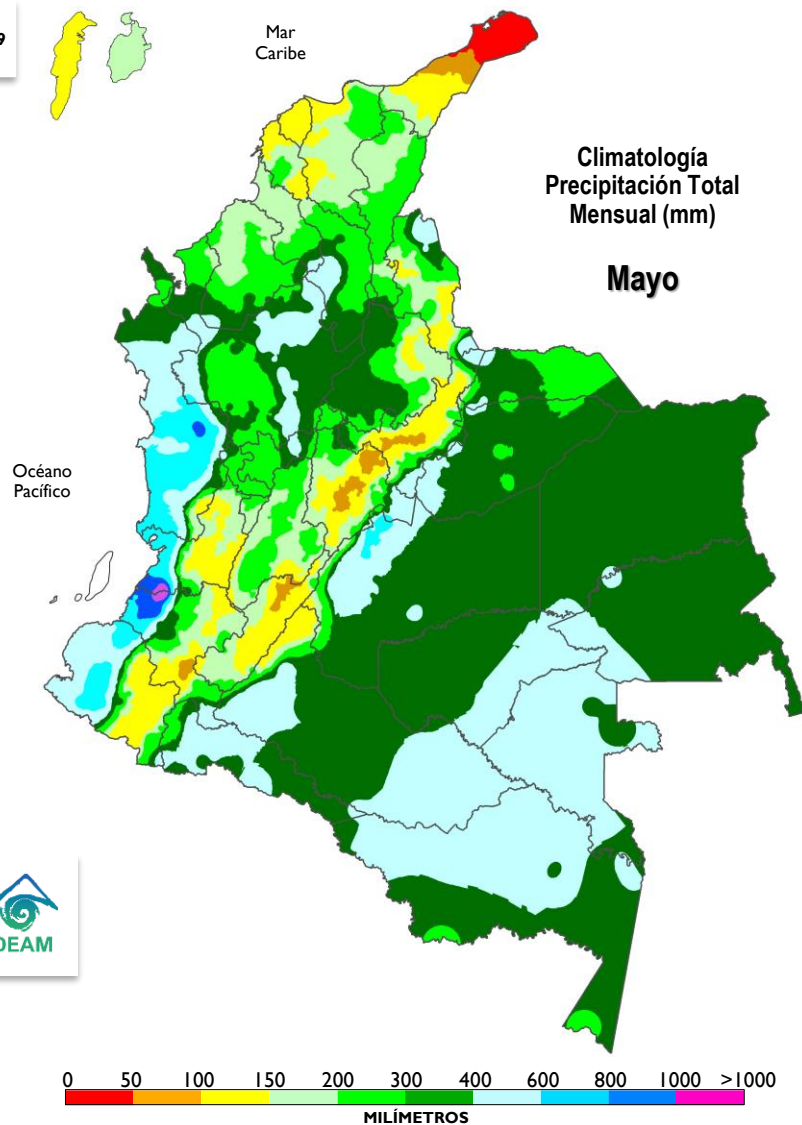 9
Mar
Caribe
Climatología
Precipitación Total
Mensual (mm)
Mayo
Océano
Pacífico
DEAM
0 50 100 150 200 300 400 600 800 1000 >1000
MILÍMETROS